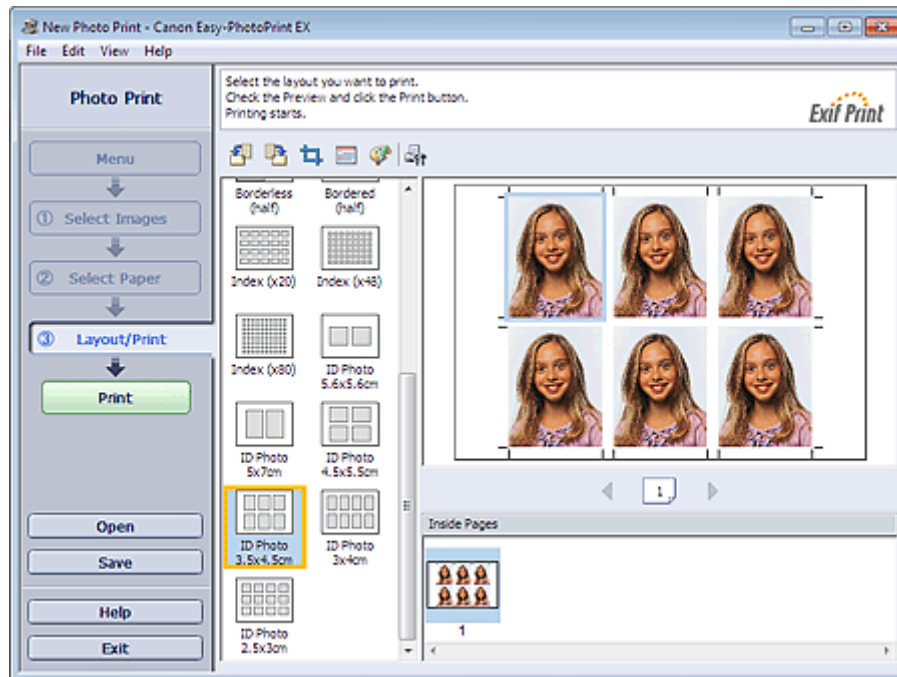 New Photo Print - Canon Easy-PhotoPrint EX
File Edit View Help
Photo Print
Select the layout you want to print.
Check the Preview and click the Print button.
Printing starts.
Exif Print
Menu
① Select Images
② Select Paper
③ Layout/Print
Print
Open
Save
Help
Exit
Borderless
(half)
Bordered
(half)
Index (x20)
Index (x48)
Index (x80)
ID Photo
5.6x5.6cm
ID Photo
5x7cm
ID Photo
4.5x5.5cm
ID Photo
3.5x4.5cm
ID Photo
3x4cm
ID Photo
2.5x3cm
1
Inside Pages
1